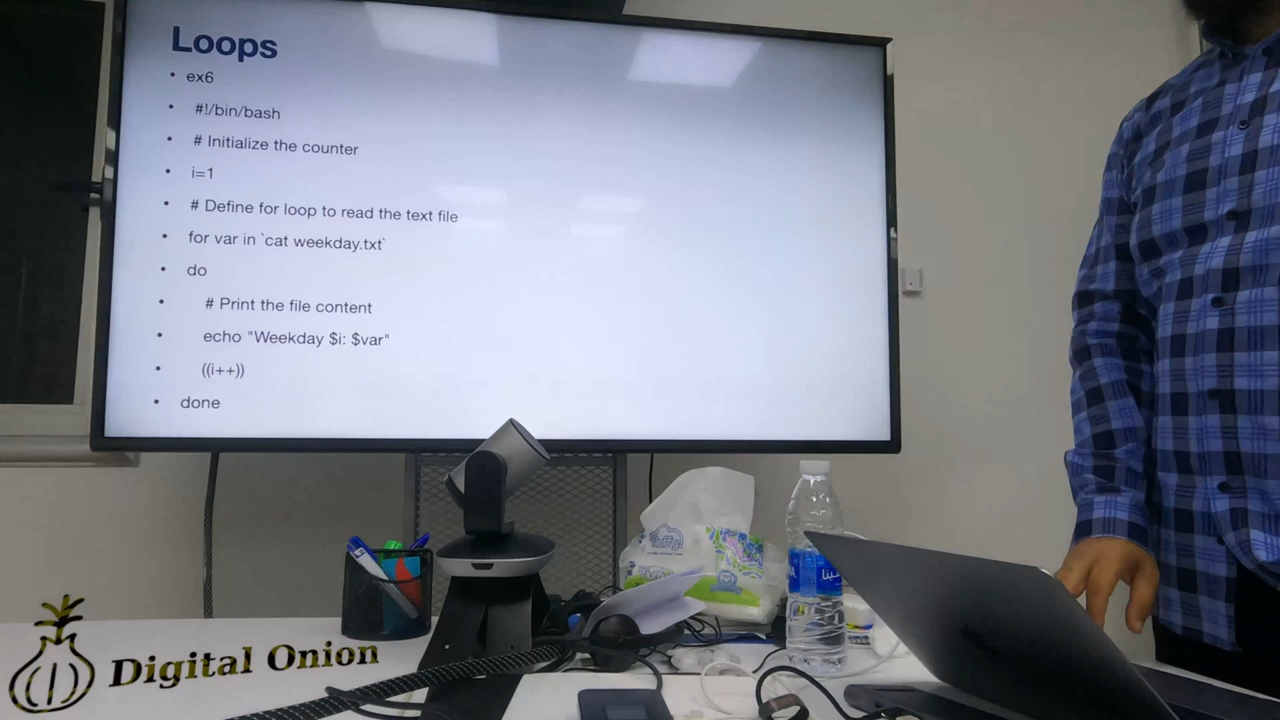 Loops
• ex6
• #!/bin/bash
• # Initialize the counter
• i=1
• # Define for loop to read the text file
• for var in `cat weekday.txt`
• do
• # Print the file content
• echo "Weekday $i: $var"
• ((i++))
• done
fluffy
Digital Onion